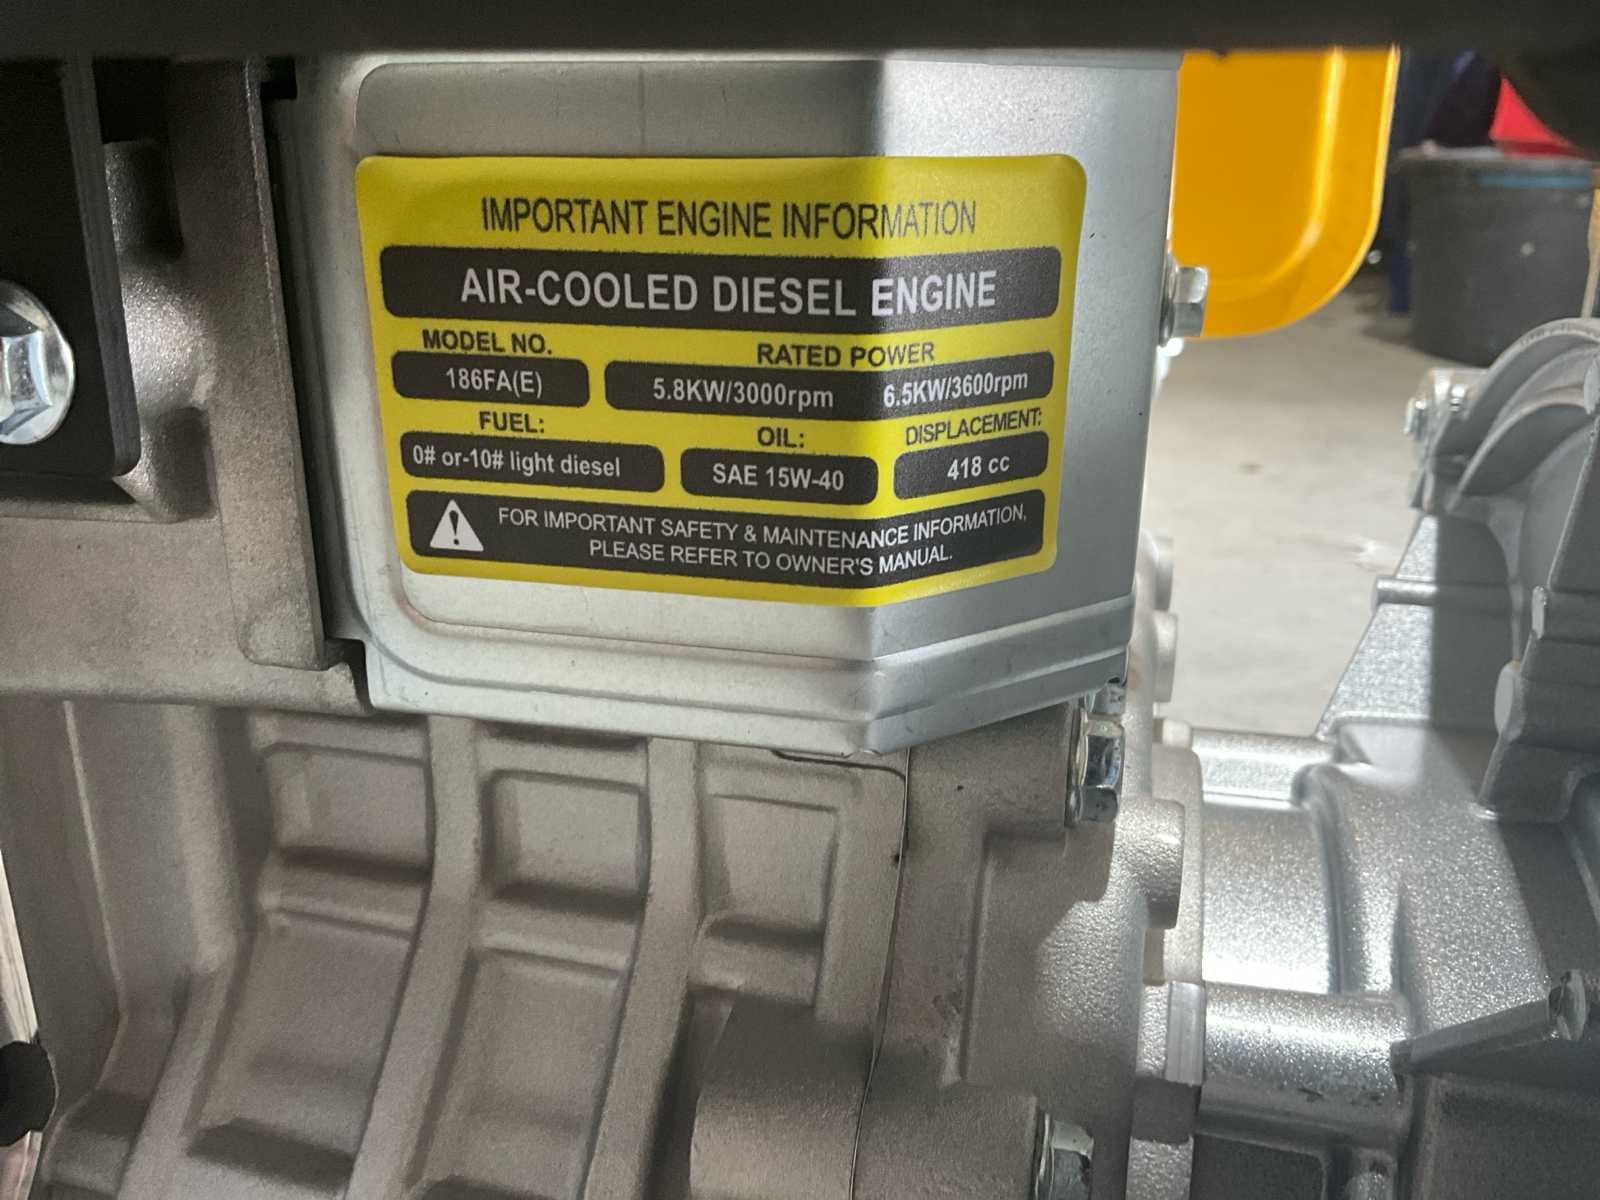 IMPORTANT ENGINE INFORMATION
AIR-COOLED DIESEL ENGINE
MODEL NO. RATED POWER
186FA(E) 5.8KW/3000rpm 6.5KW/3600rpm
FUEL: OIL: DISPLACEMENT:
0# or-10# light diesel SAE 15W-40 418 cc
FOR IMPORTANT SAFETY & MAINTENANCE INFORMATION,
PLEASE REFER TO OWNER'S MANUAL.